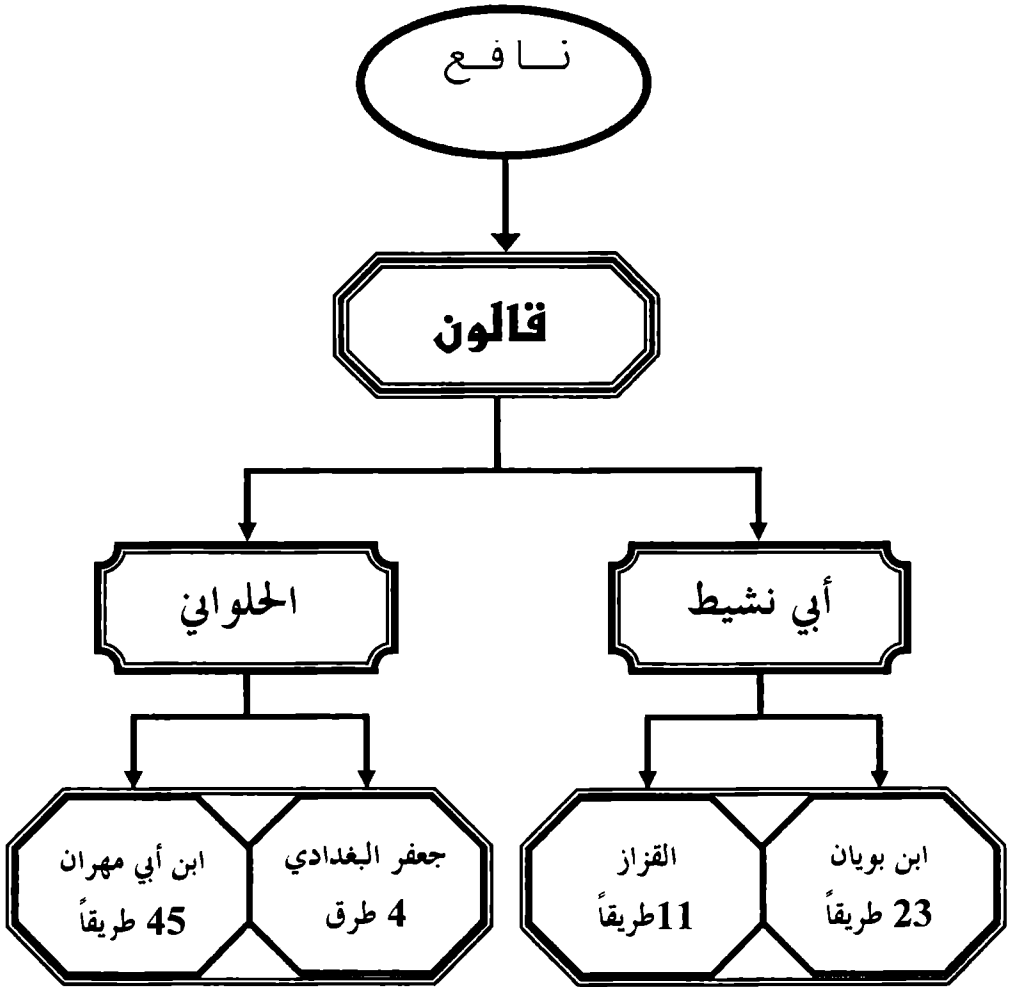 نافع
قالون
أبي نشيط
الحلواني
ابن بويان
23 طريقاً
القزاز
11طريقاً
جعفر البغدادي
4 طرق
ابن أبي مهران
45 طريقاً